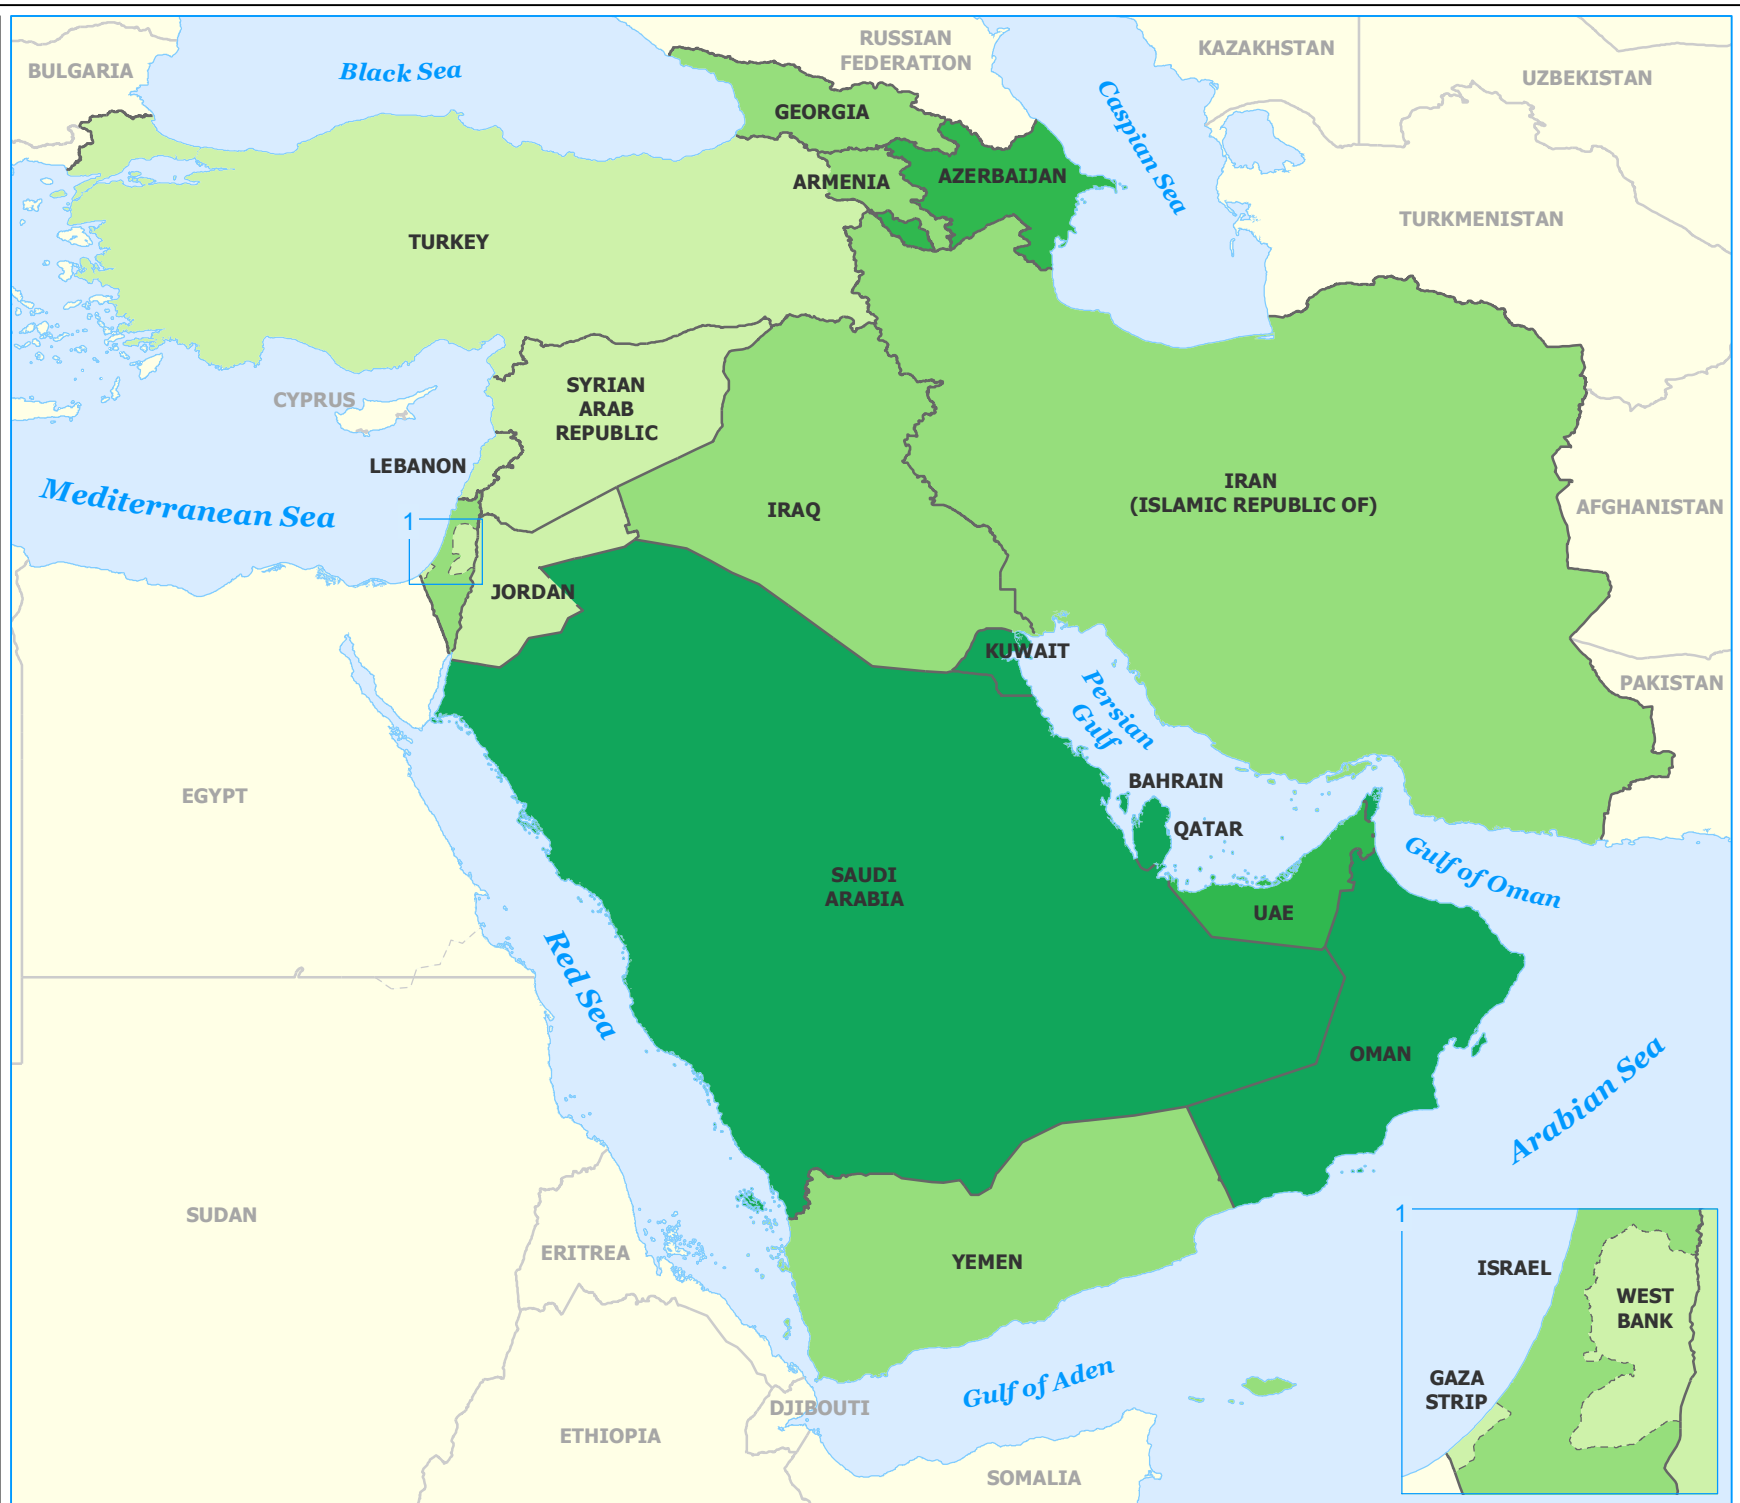 RUSSIAN
FEDERATION
KAZAKHSTAN
BULGARIA
Black Sea
UZBEKISTAN
Caspian Sea
GEORGIA
ARMENIA
AZERBAIJAN
TURKMENISTAN
TURKEY
CYPRUS
SYRIAN
ARAB
REPUBLIC
LEBANON
Mediterranean Sea
1
IRAQ
IRAN
(ISLAMIC REPUBLIC OF)
AFGHANISTAN
JORDAN
KUWAIT
PAKISTAN
Persian
Gulf
EGYPT
BAHRAIN
QATAR
SAUDI
ARABIA
Gulf of Oman
UAE
Red Sea
OMAN
Arabian Sea
SUDAN
ERITREA
YEMEN
1
ISRAEL
WEST
BANK
GAZA
STRIP
Gulf of Aden
DJIBOUTI
ETHIOPIA
SOMALIA